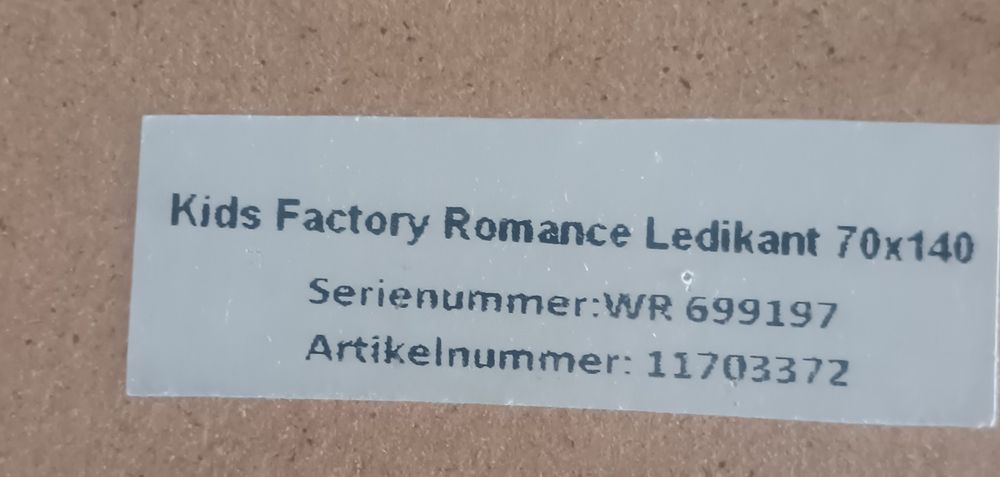 Kids Factory Romance Ledikant 70x140
Serienummer:WR 699197
Artikelnummer: 11703372